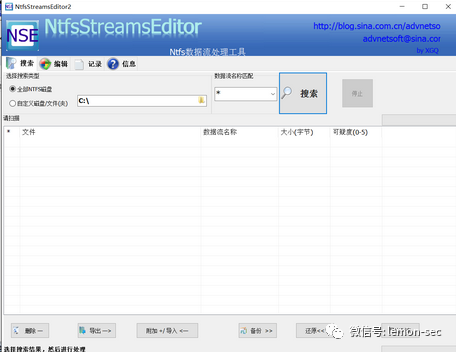 NtfsStreamsEditor2
NSE
NtfsStreamsEditor
http://blog.sina.com.cn/advnetso
advnetsoft@sina.cor
Ntfs数据流处理工具
by XGQ
搜索 编辑 记录 信息
选择搜索类型
数据流名称匹配
全部NTFS磁盘
自定义磁盘/文件(夹)
C:\
*
搜索
停止
请扫描
* 文件 数据流名称 大小(字节) 可疑度(0-5)
删除 —
导出 —>
附加 +/导入 <—
备份 >>
还原<<
微信号: lemon-sec
选择搜索结果，然后进行处理